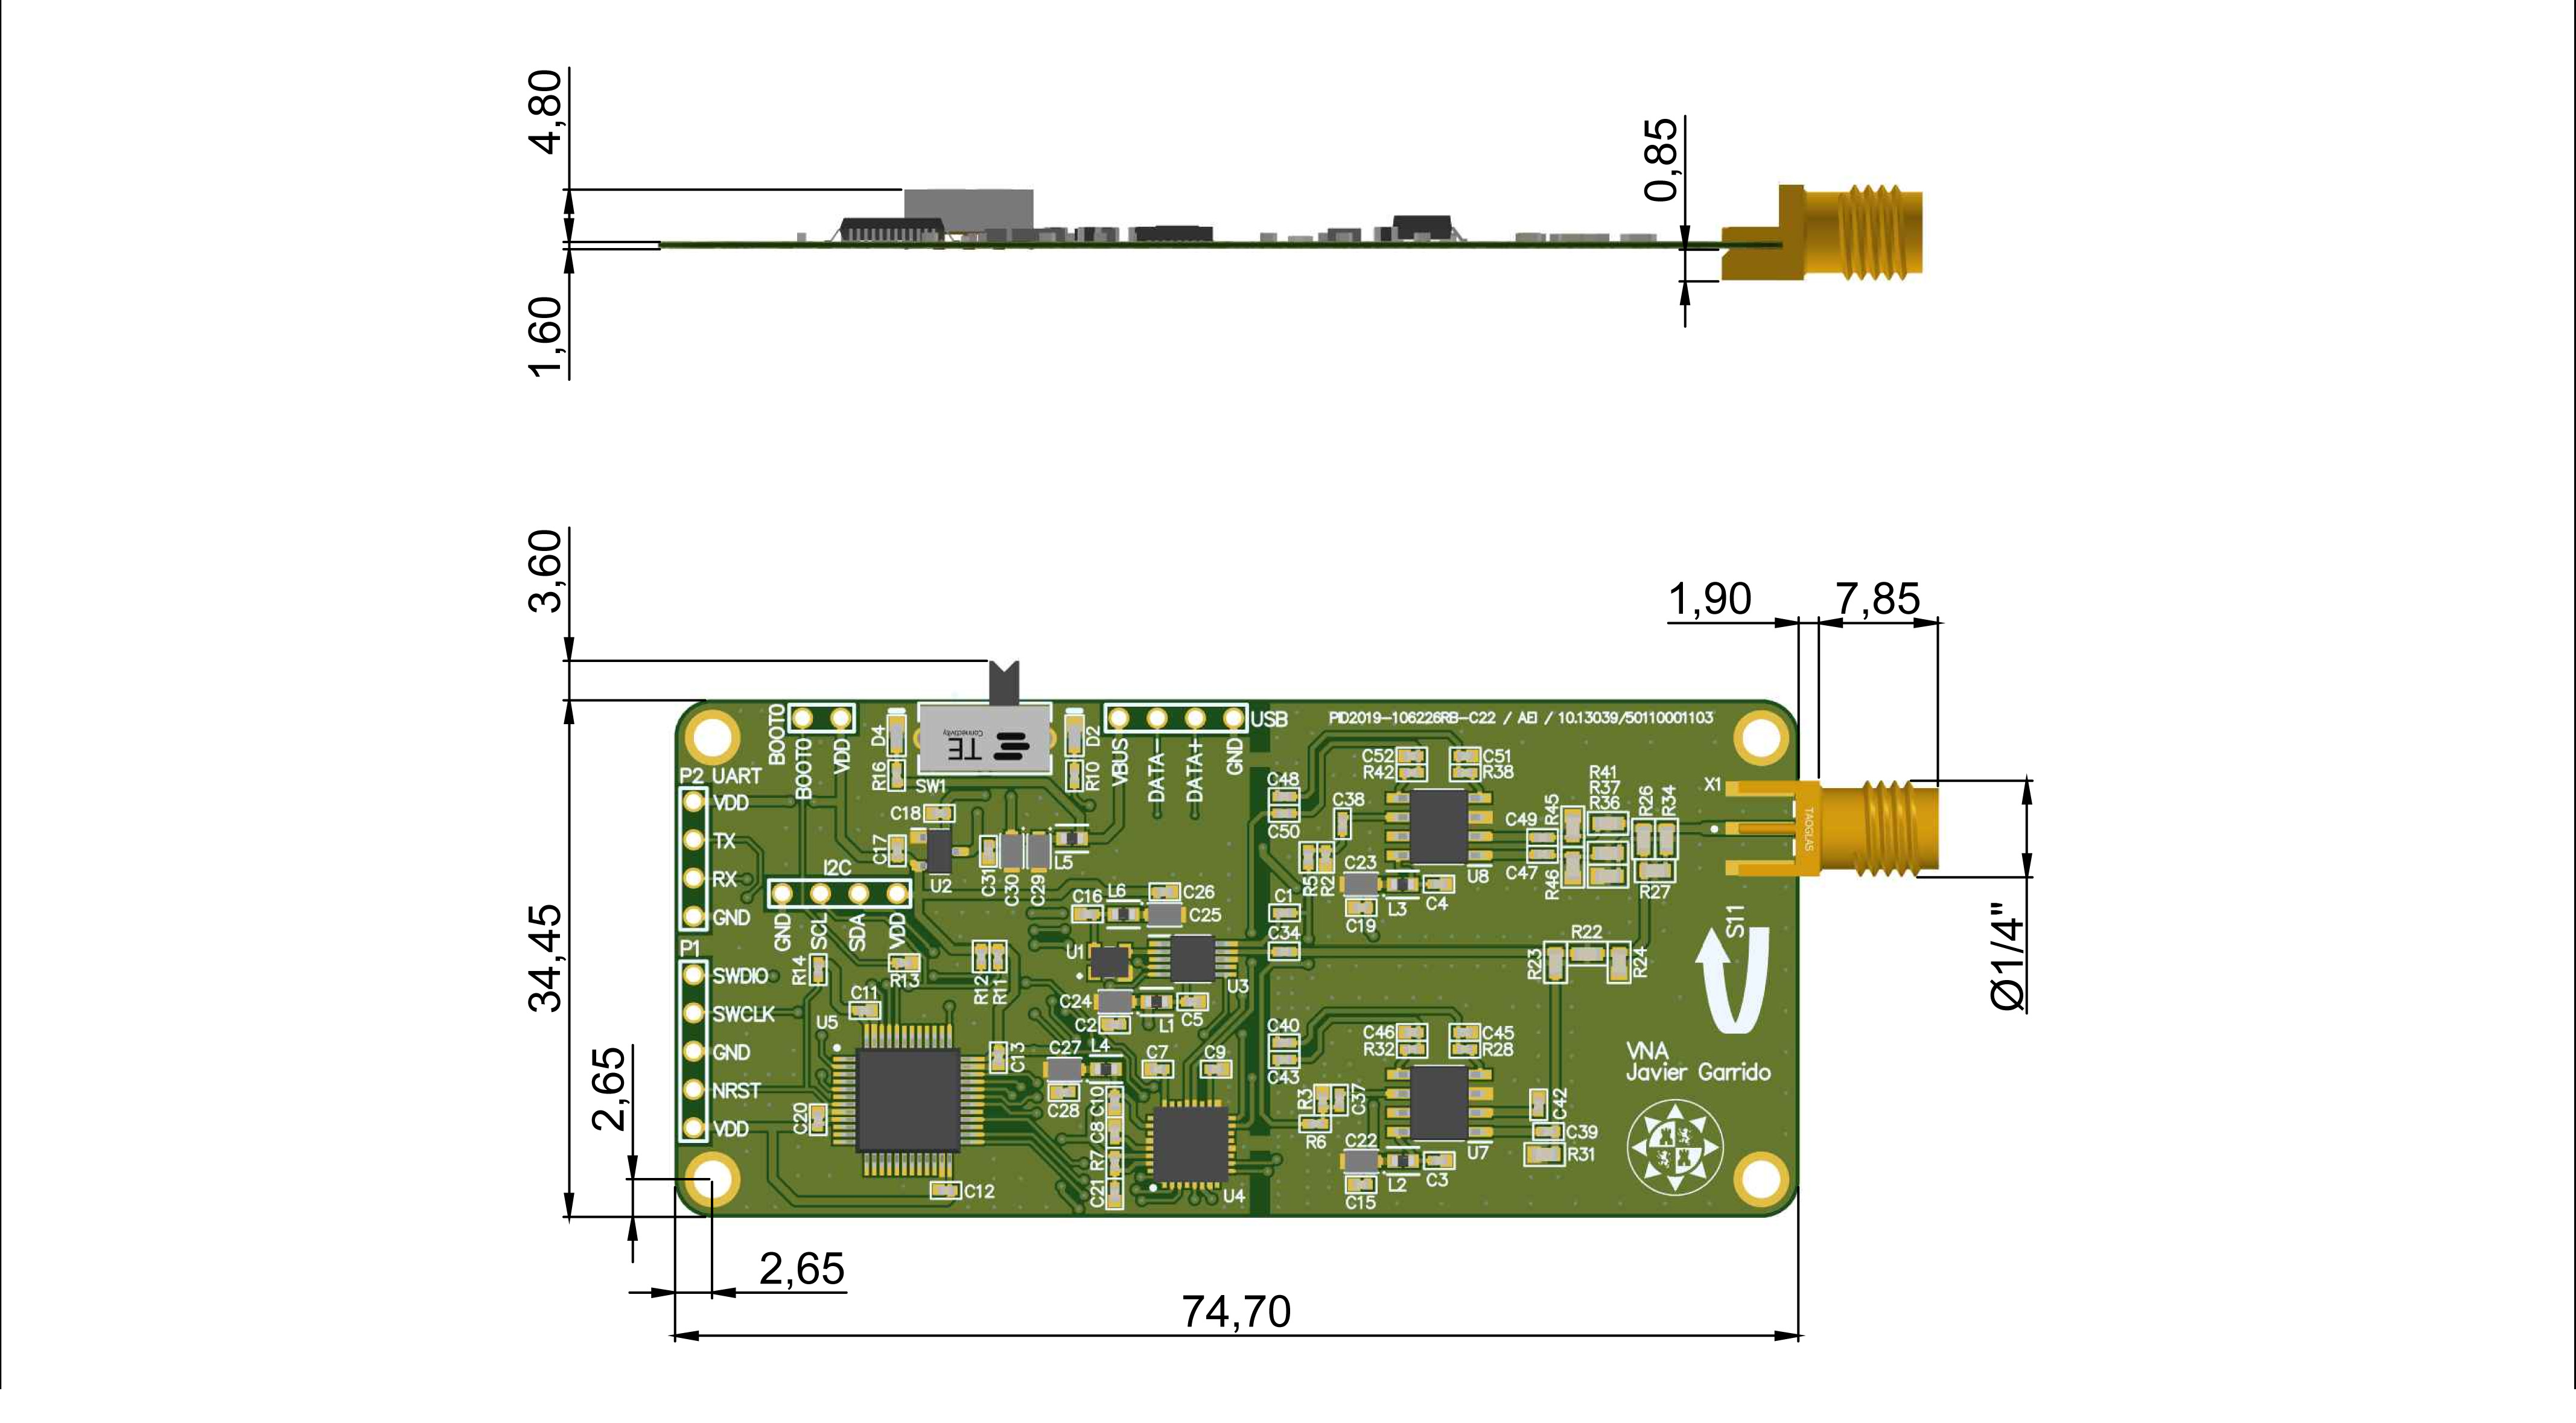 4,80
0,85
1,60
3,60
1,90
7,85
34,45
2,65
2,65
74,70
Ø1/4"
BOOT0
BOOT0
VDD
D4
R16
TE
Connectivity
SW1
D2
R10
USB
VBUS
DATA-
DATA+
GND
PID2019-106226RB-C22 / AEI / 10.13039/50110001103
P2 UART
VDD
TX
RX
GND
P1
SWDIO
SWCLK
GND
NRST
VDD
I2C
GND
SCL
SDA
VDD
C18
C17
U2
C31
C30
C29
L5
C16
L6
C26
C25
U1
U3
C24
C2
L1
C5
R14
R13
R12
R11
C11
U5
C13
C20
C12
C27
L4
C28
C7
C9
C10
C8
R7
C21
U4
C48
C50
C38
R5
R2
C52
R42
C51
R38
C23
C19
L3
C4
U8
C1
C34
C49
C47
R45
R46
R41
R37
R36
R26
R34
R27
X1
TAOGLAS
R22
R23
R24
S11
C40
C43
C46
R32
C45
R28
R3
C37
R6
C22
C15
L2
C3
U7
C42
C39
R31
VNA
Javier Garrido